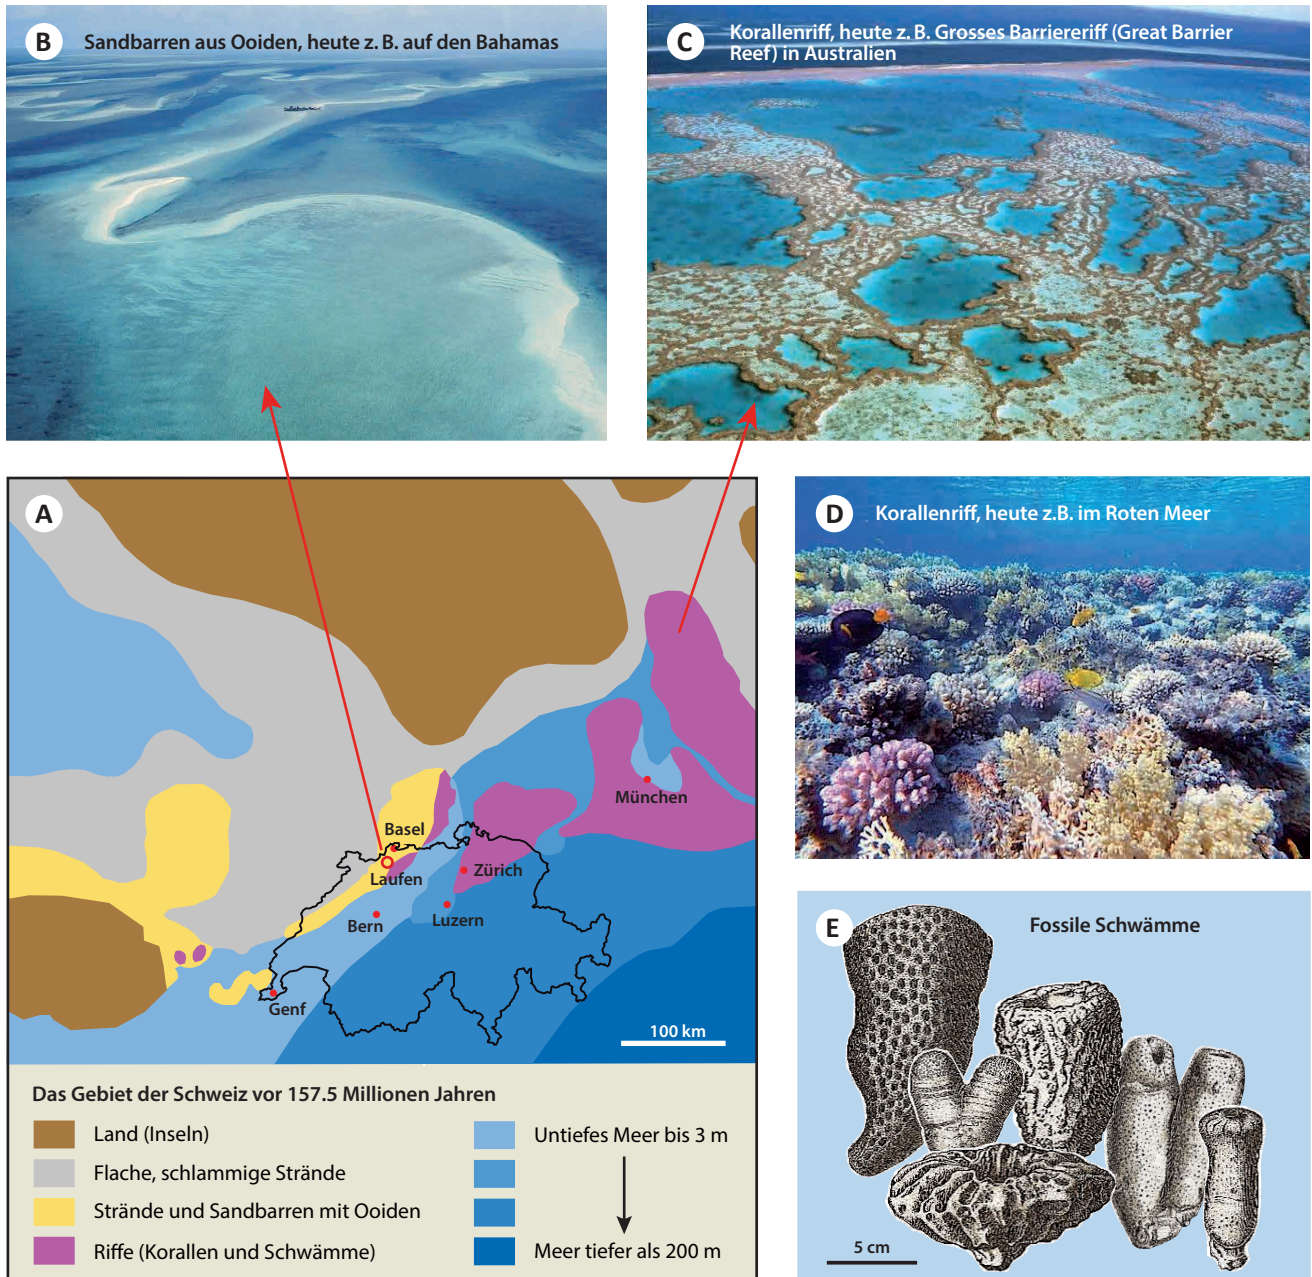 B
Sandbarren aus Ooiden, heute z. B. auf den Bahamas
C
Korallenriff, heute z. B. Grosses Barriereriff (Great Barrier
Reef) in Australien
A
München
Basel
Laufen
Zürich
Bern
Luzern
Genf
100 km
Das Gebiet der Schweiz vor 157.5 Millionen Jahren
Land (Inseln)
Flache, schlammige Strände
Strände und Sandbarren mit Ooiden
Riffe (Korallen und Schwämme)
Untiefes Meer bis 3 m
Meer tiefer als 200 m
D
Korallenriff, heute z.B. im Roten Meer
E
Fossile Schwämme
5 cm